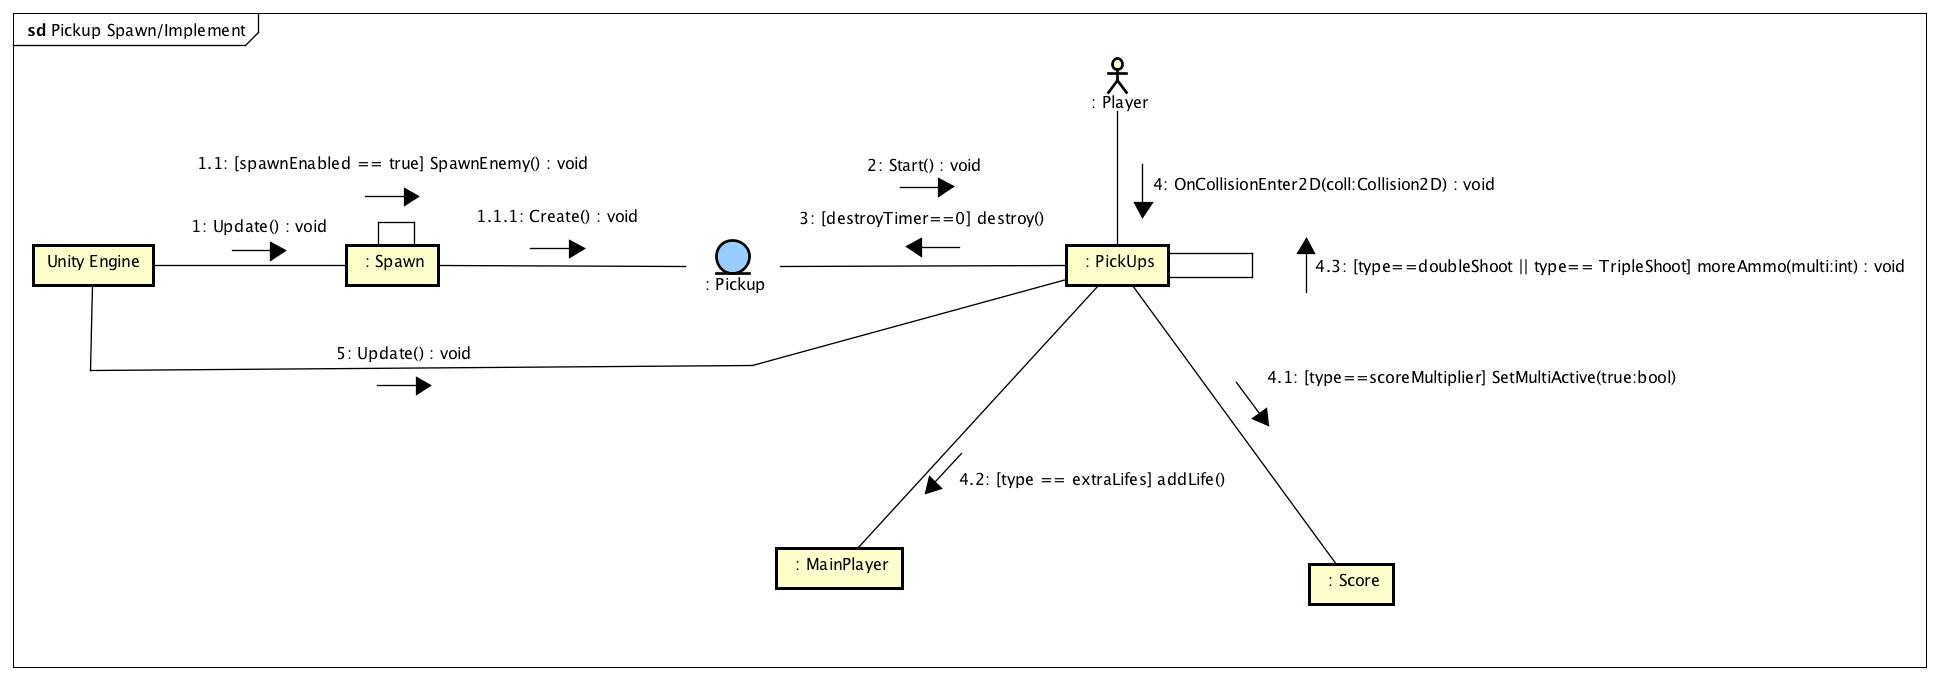 sd Pickup Spawn/Implement
: Player
1.1: [spawnEnabled == true] SpawnEnemy() : void
2: Start() : void
4: OnCollisionEnter2D(coll:Collision2D) : void
1: Update() : void
1.1.1: Create() : void
3: [destroyTimer==0] destroy()
Unity Engine
: Spawn
: Pickup
: PickUps
4.3: [type==doubleShoot || type== TripleShoot] moreAmmo(multi:int) : void
5: Update() : void
4.1: [type==scoreMultiplier] SetMultiActive(true:bool)
4.2: [type == extraLifes] addLife()
: MainPlayer
: Score